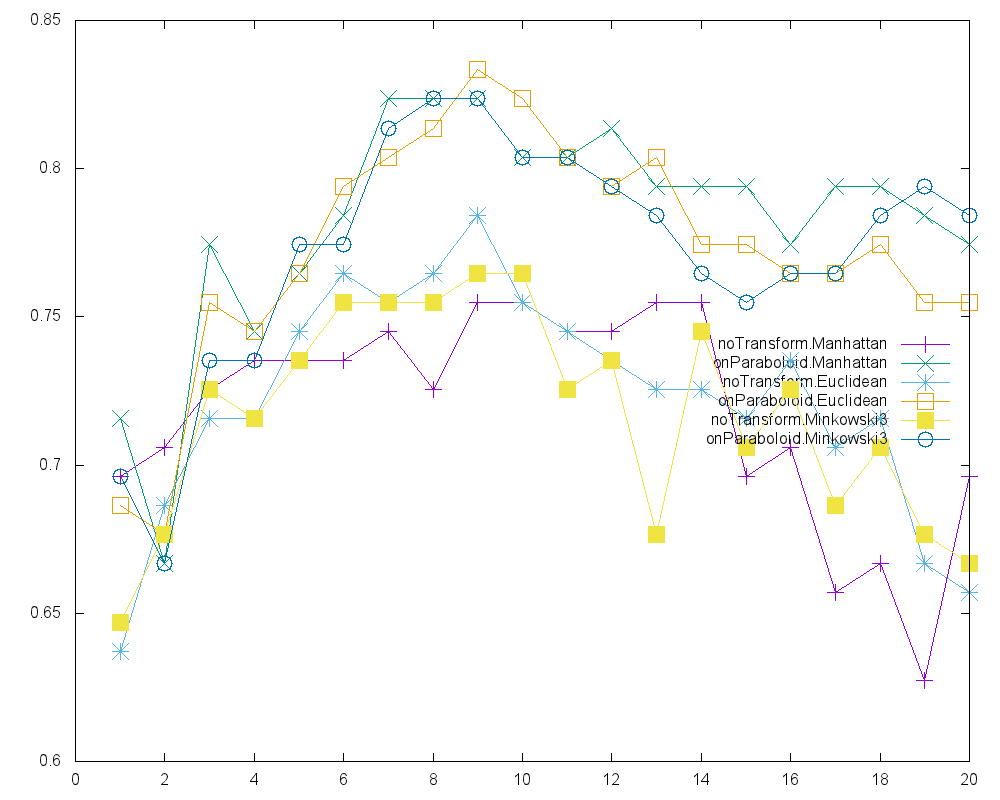 0.85
0.8
0.75
noTransform.Manhattan
onParaboloid.Manhattan
noTransform.Euclidean
onParaboloid.Euclidean
noTransform.Minkowski3
onParaboloid.Minkowski3
0.7
0.65
0.6
0 2 4 6 8 10 12 14 16 18 20